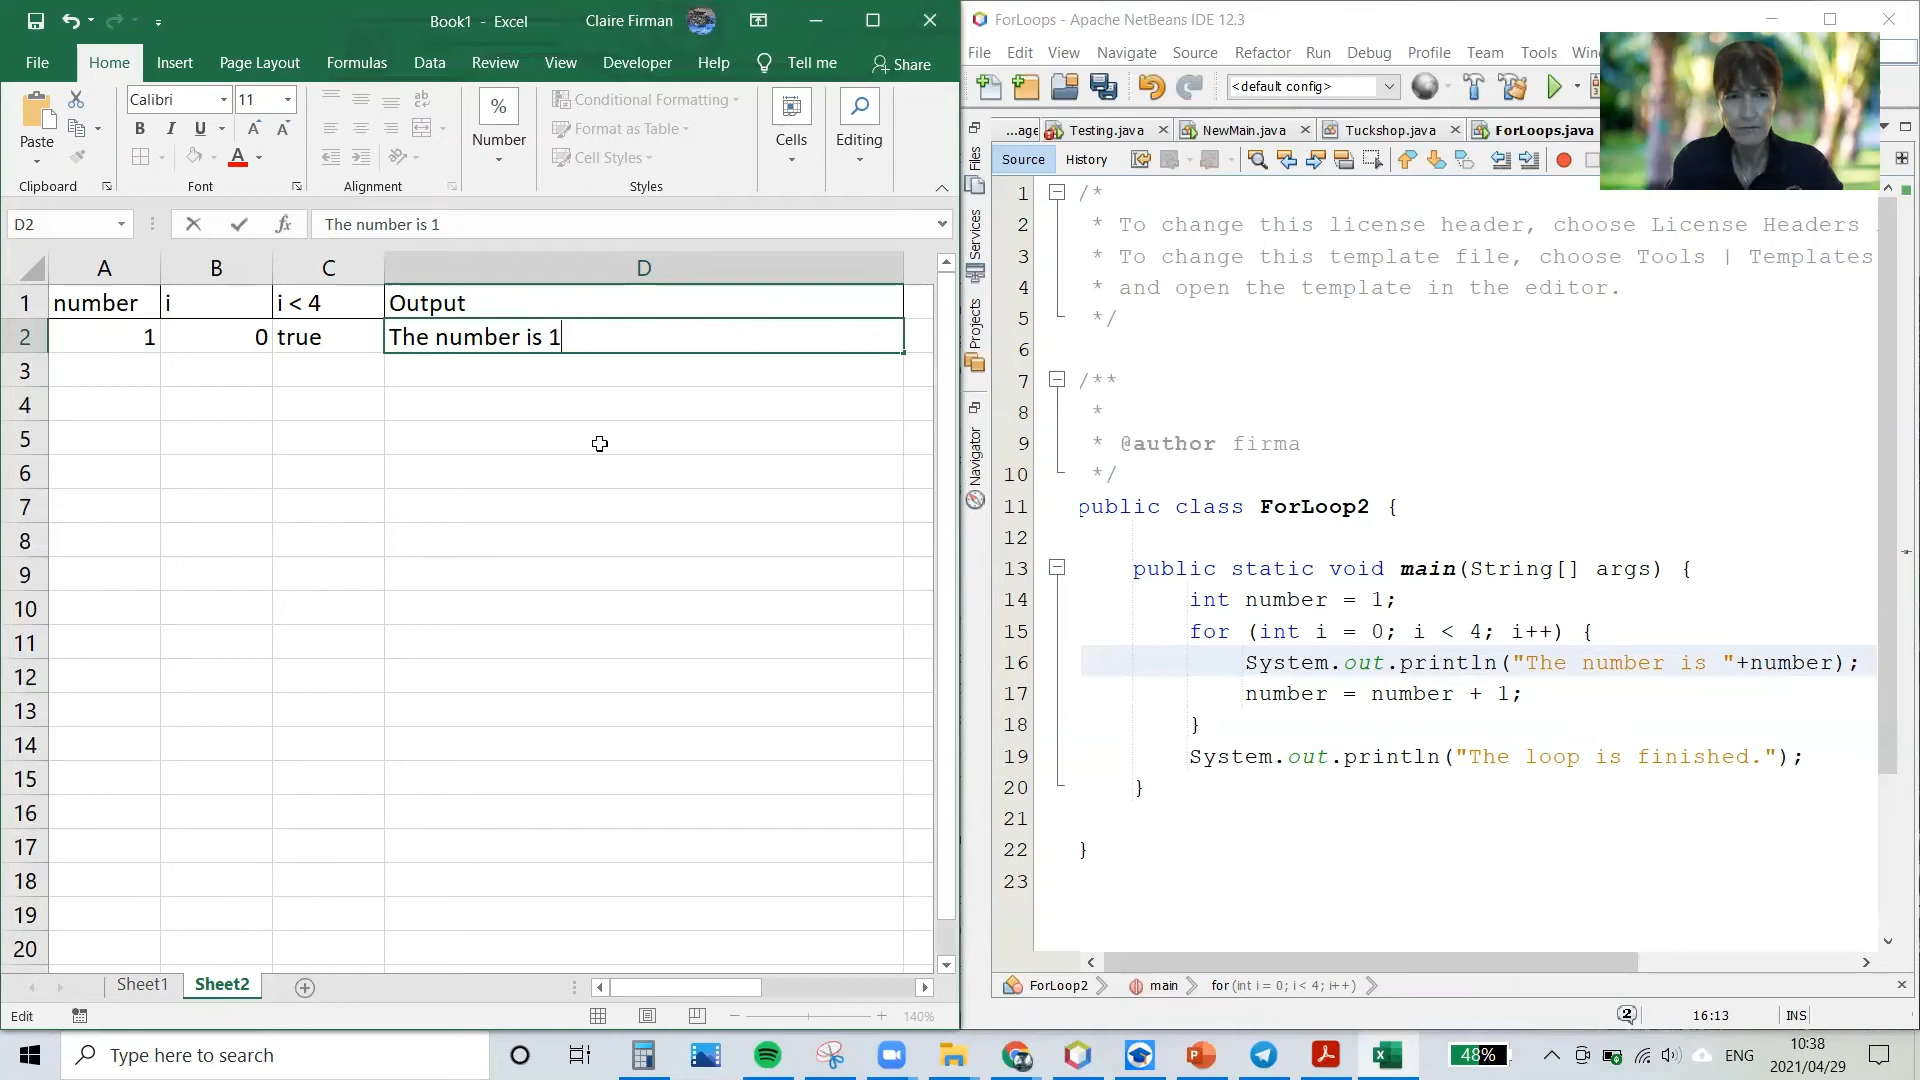 Book1 - Excel
Claire Firman
File Home Insert Page Layout Formulas Data Review View Developer Help Tell me Share
Paste
Calibri 11
B I U
A A
ab
%
Number
Conditional Formatting
Format as Table
Cell Styles
Cells
Editing
Clipboard Font Alignment Styles
D2 fx The number is 1
A B C D
1 number i i < 4 Output
2 1 0 true The number is 1
3
4
5
6
7
8
9
10
11
12
13
14
15
16
17
18
19
20
Sheet1 Sheet2
Edit 140%
ForLoops - Apache NetBeans IDE 12.3
File Edit View Navigate Source Refactor Run Debug Profile Team Tools Win
<default config>
...age Testing.java NewMain.java Tuckshop.java ForLoops.java
Source History
Files
Services
Projects
Navigator
1 /*
2 * To change this license header, choose License Headers
3 * To change this template file, choose Tools | Templates
4 * and open the template in the editor.
5 */
6
7 /**
8 *
9 * @author firma
10 */
11 public class ForLoop2 {
12
13 public static void main(String[] args) {
14 int number = 1;
15 for (int i = 0; i < 4; i++) {
16 System.out.println("The number is "+number);
17 number = number + 1;
18 }
19 System.out.println("The loop is finished.");
20 }
21
22 }
23
ForLoop2 main for (int i = 0; i < 4; i++)
2 16:13 INS
Type here to search
48%
ENG
10:38
2021/04/29